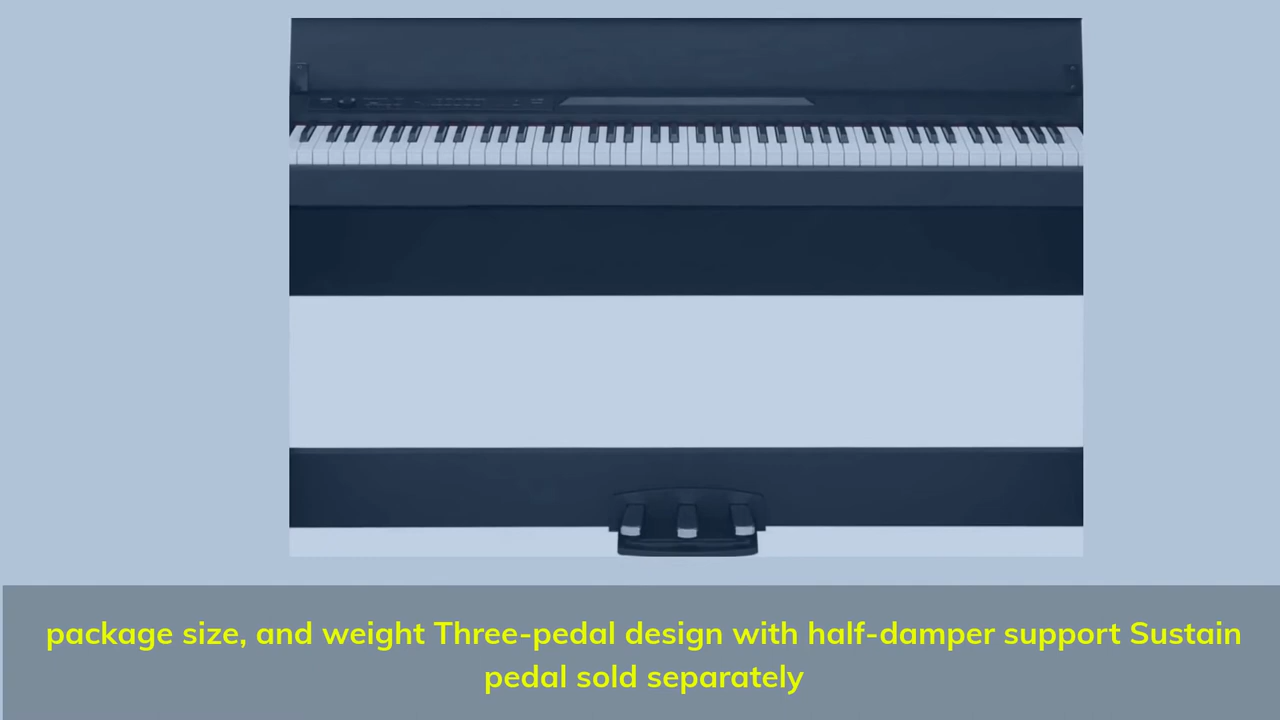 package size, and weight Three-pedal design with half-damper support Sustain
pedal sold separately